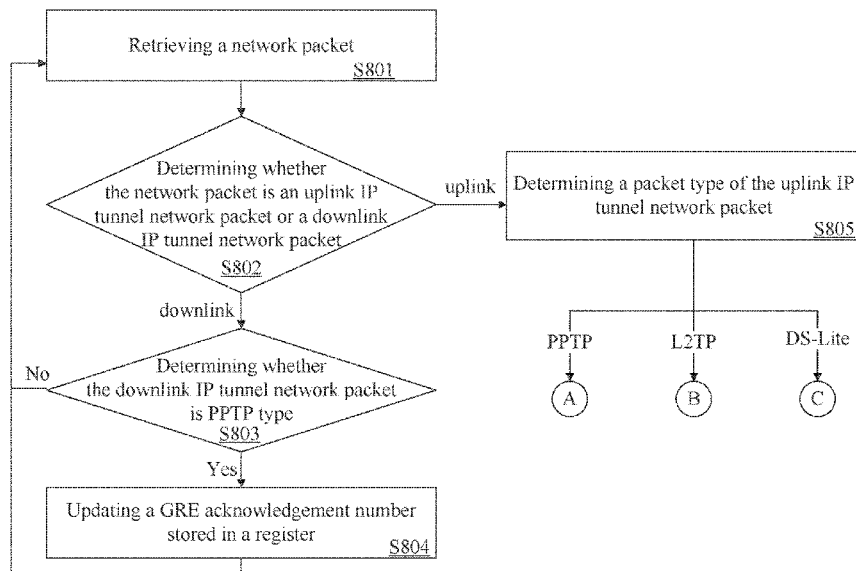 Retrieving a network packet
S801
Determining whether
the network packet is an uplink IP
tunnel network packet or a downlink
IP tunnel network packet
S802
uplink
Determining a packet type of the uplink IP
tunnel network packet
S805
downlink
PPTP
L2TP
DS-Lite
A
B
C
No
Determining whether
the downlink IP tunnel network packet
is PPTP type
S803
Yes
Updating a GRE acknowledgement number
stored in a register
S804